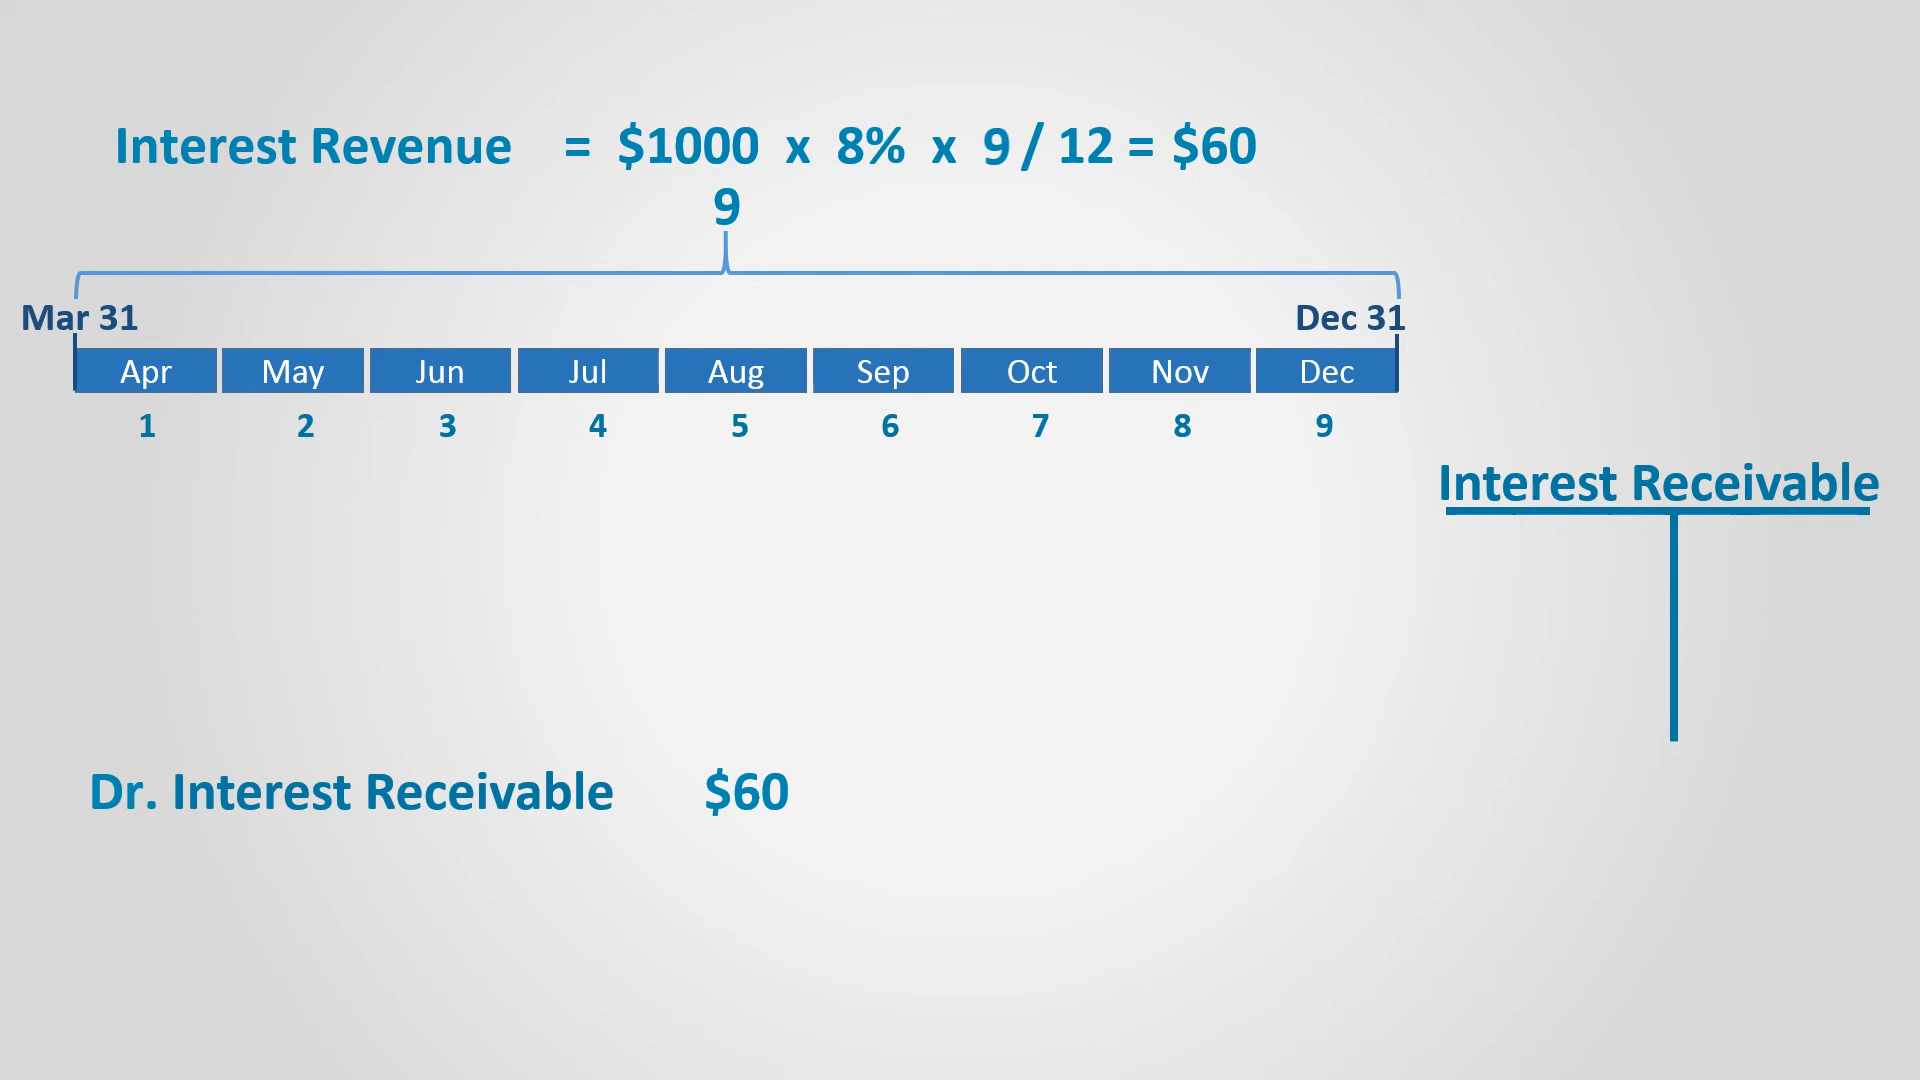 Interest Revenue = $1000 x 8% x 9 / 12 = $60
9
Mar 31 Dec 31
Apr May Jun Jul Aug Sep Oct Nov Dec
1 2 3 4 5 6 7 8 9
Interest Receivable
Dr. Interest Receivable $60